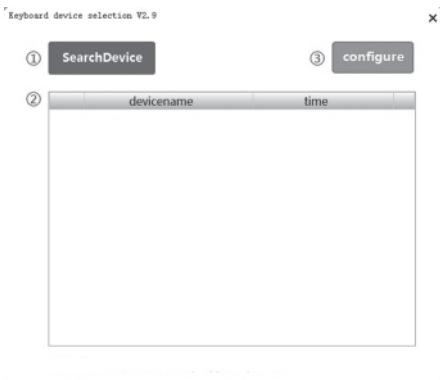 Keyboard device selection V2.9
×
① SearchDevice ③ configure
② devicename time